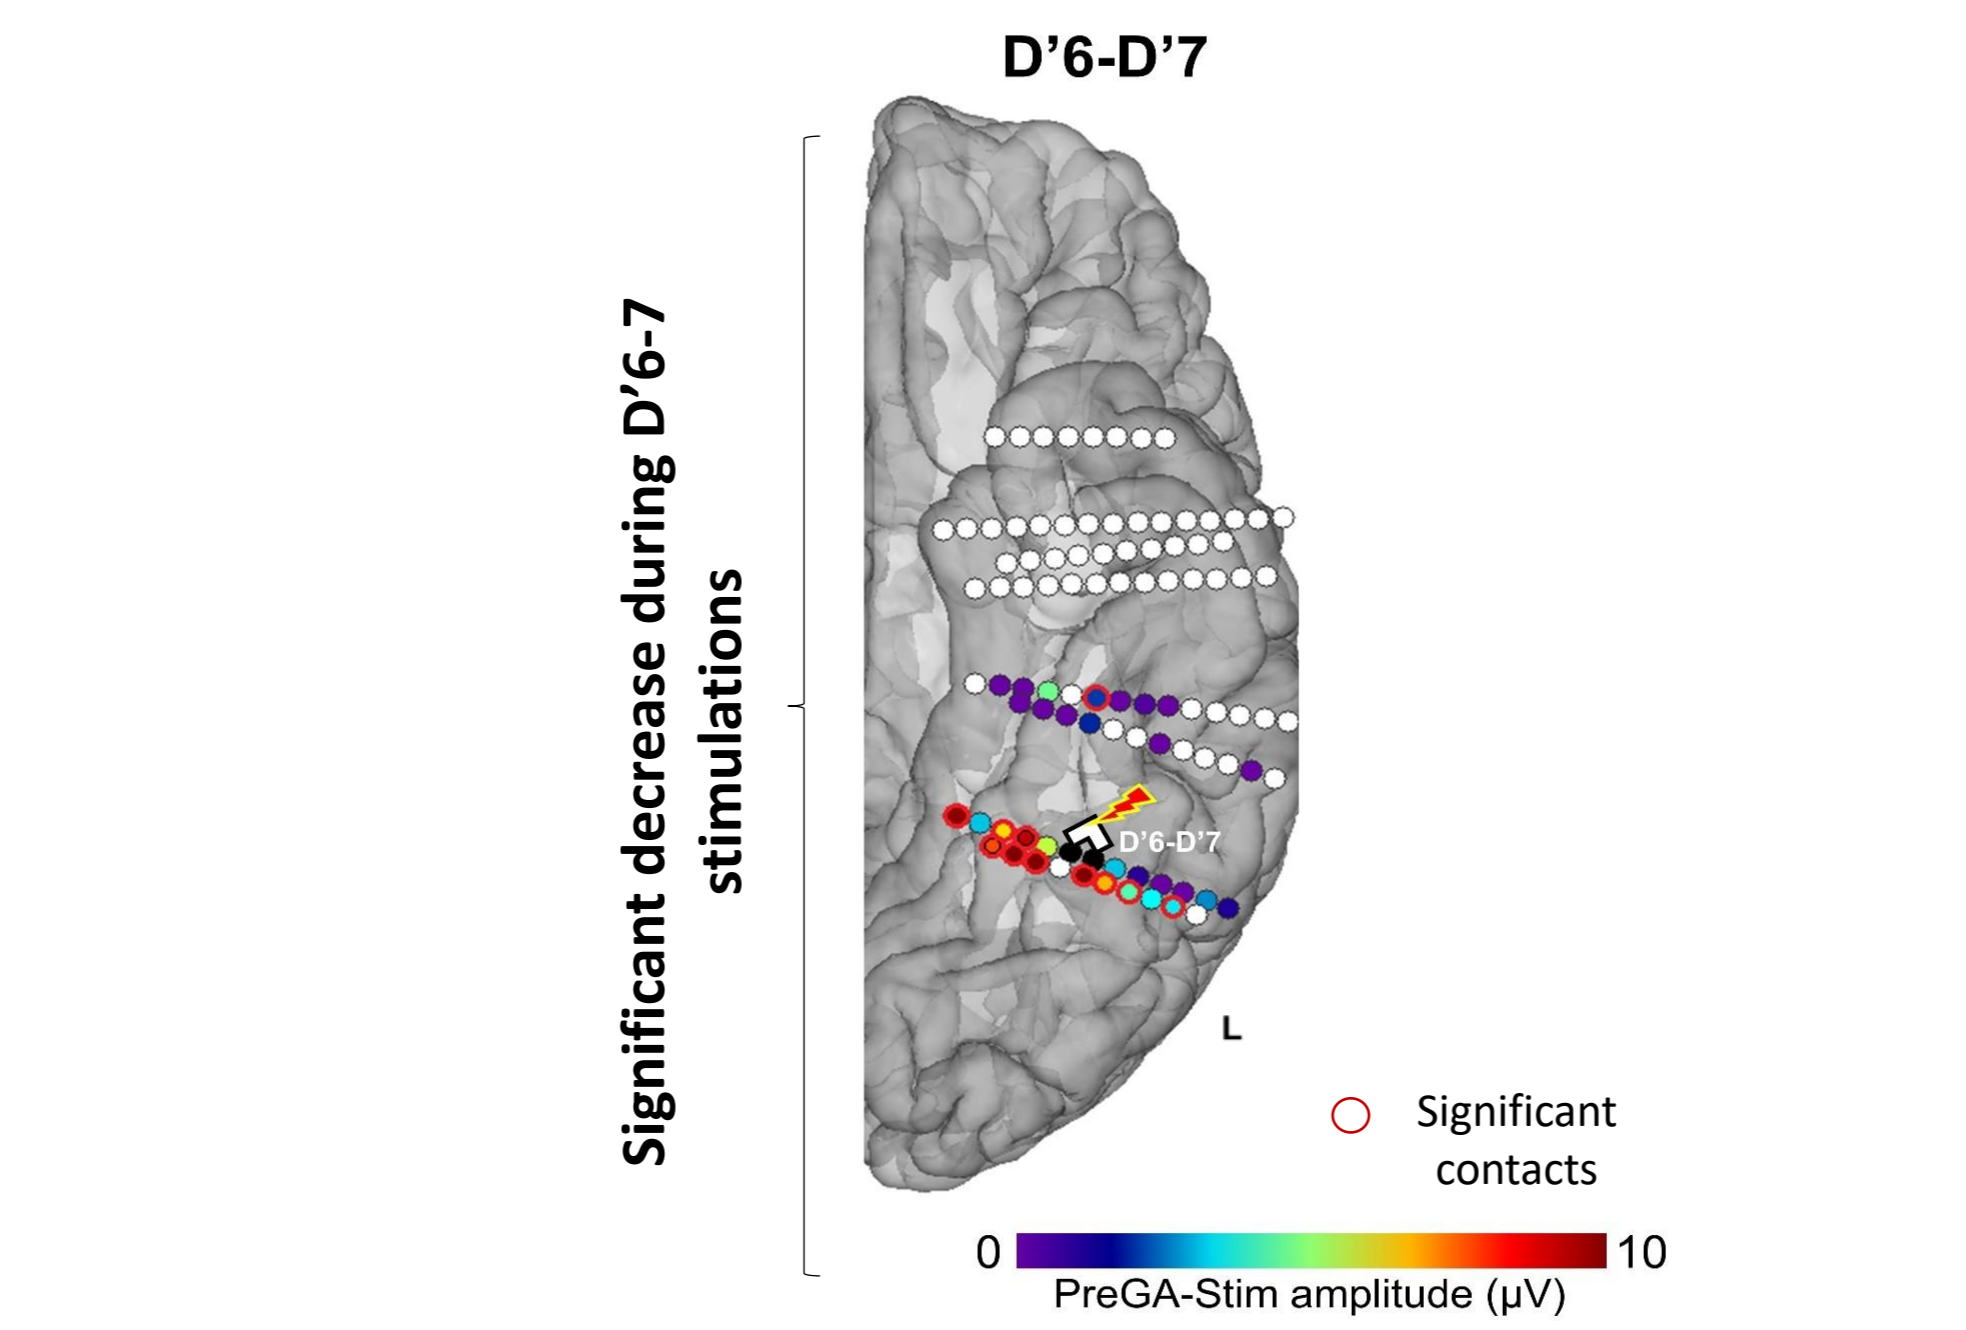 D’6-D’7
Significant decrease during D’6-7
stimulations
D’6-D’7
L
Significant
contacts
0
10
PreGA-Stim amplitude (µV)